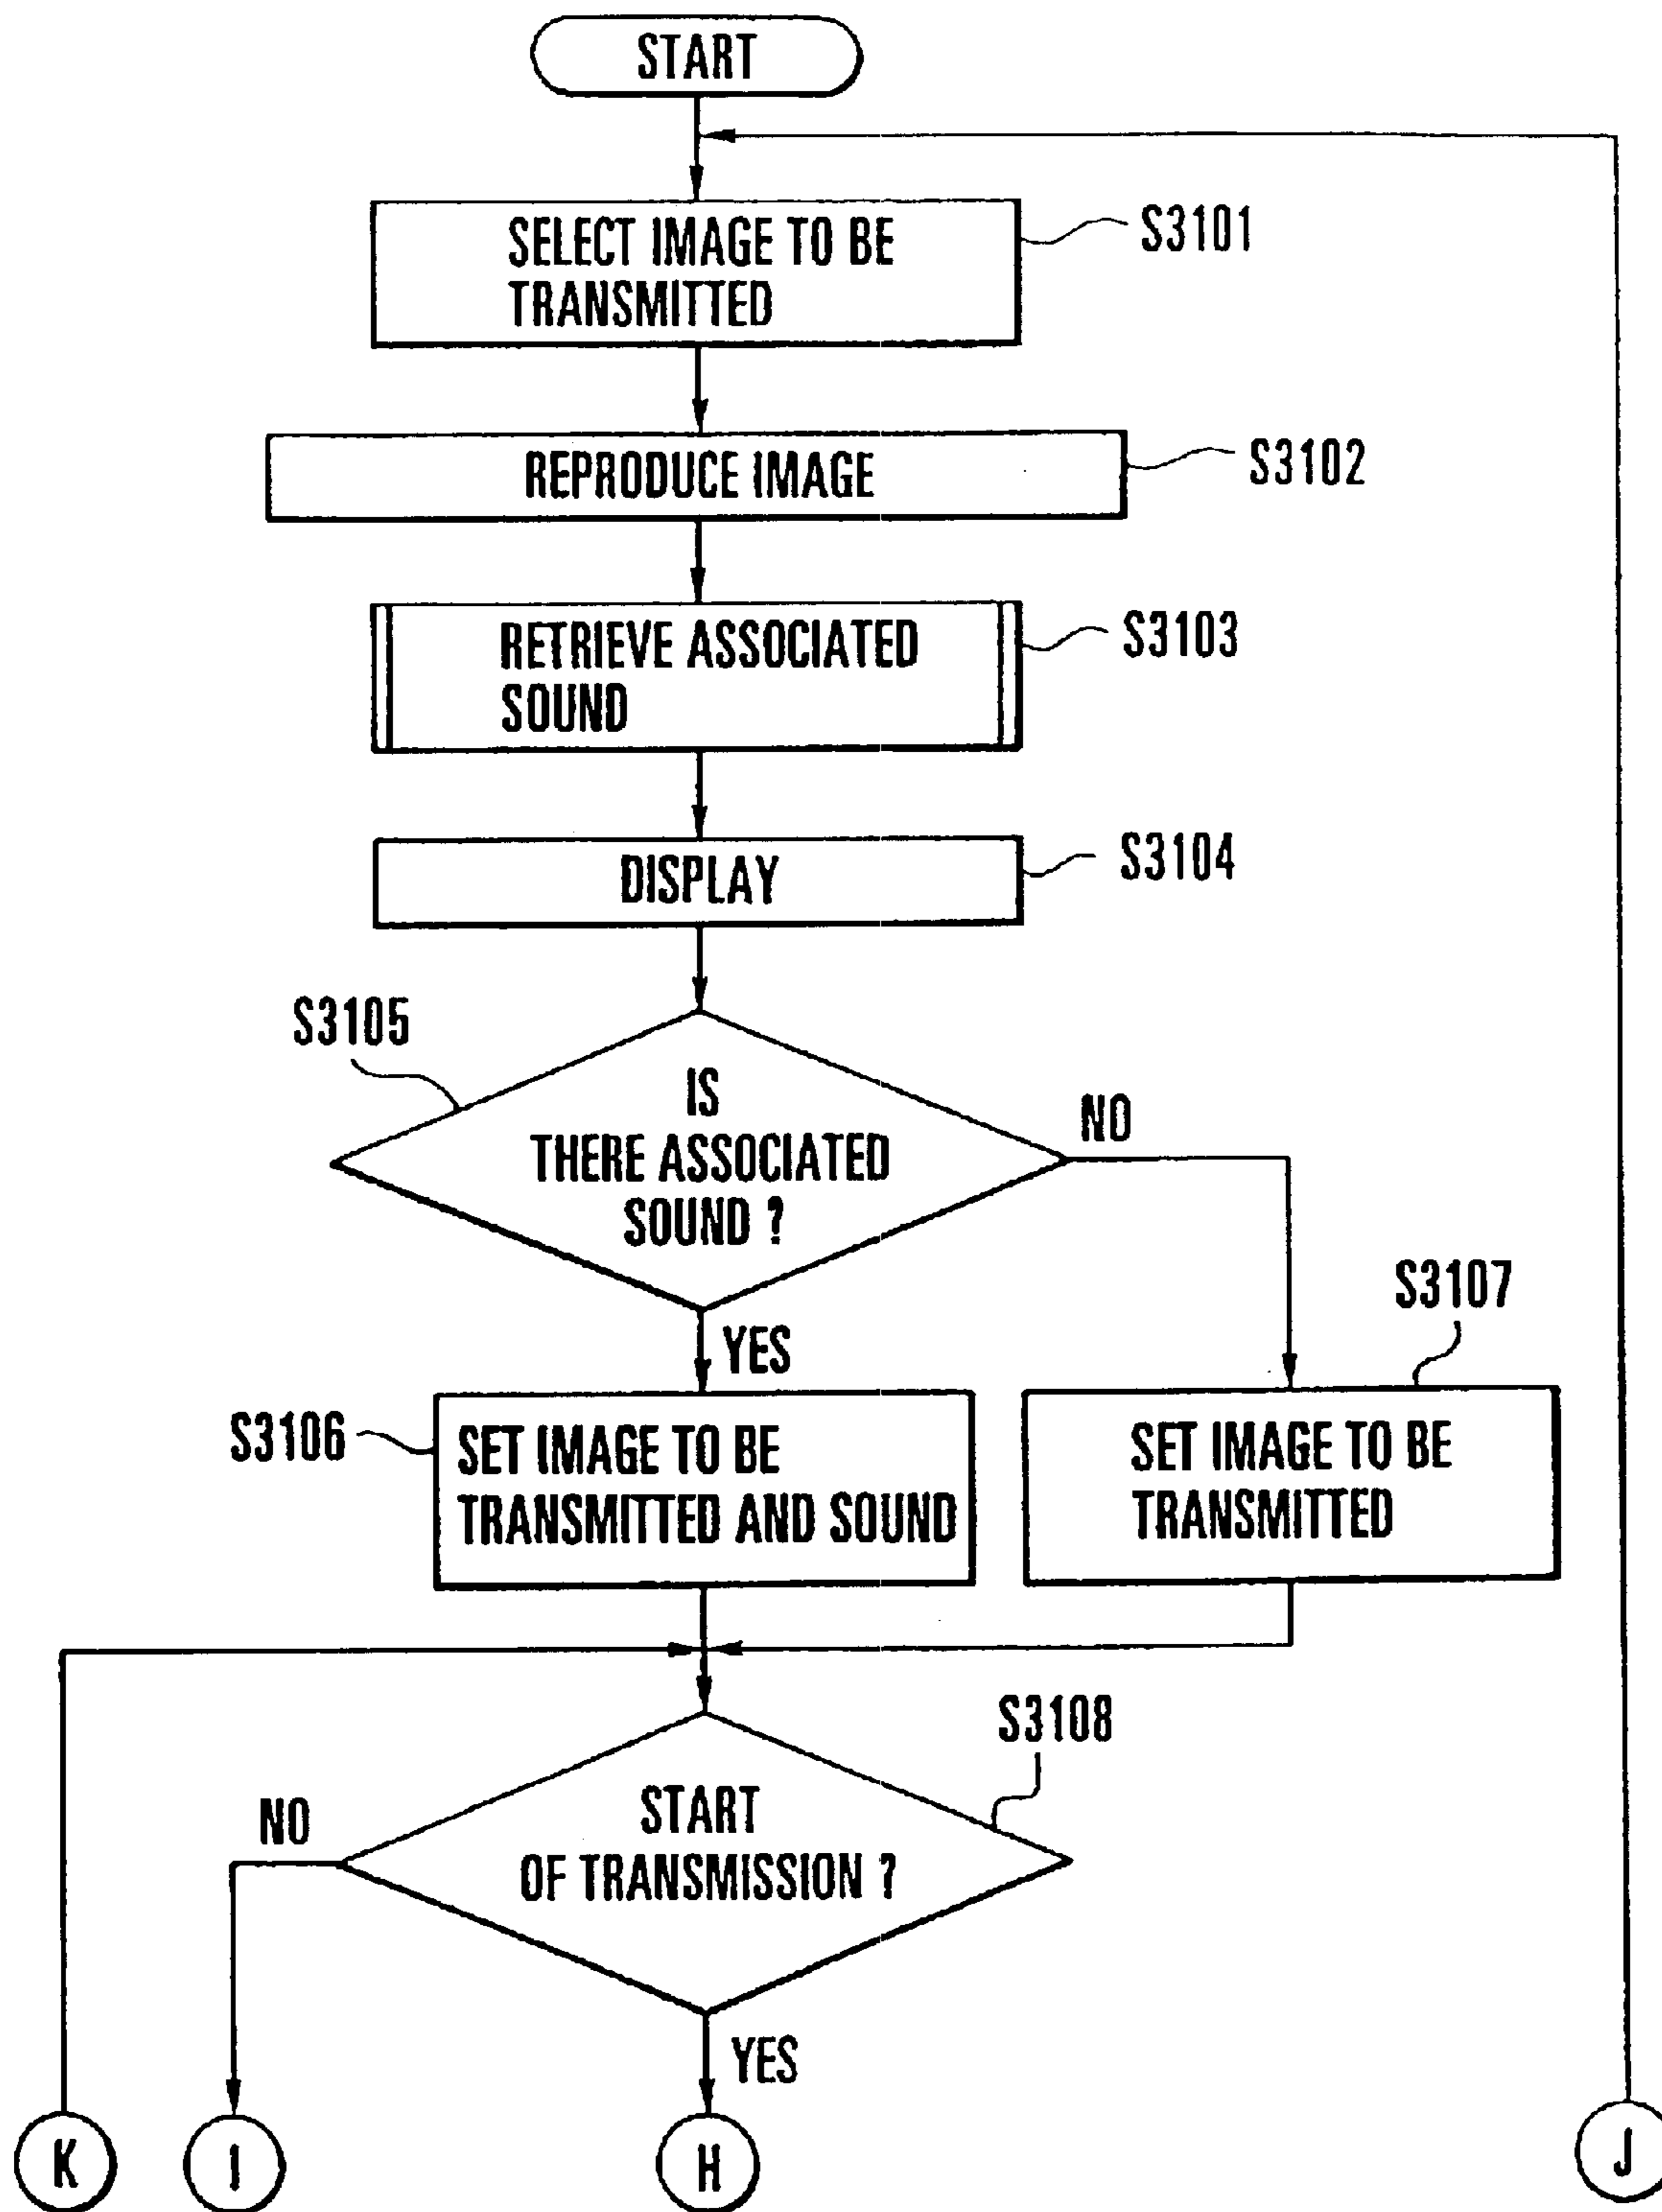 START
SELECT IMAGE TO BE
TRANSMITTED
S3101
REPRODUCE IMAGE
S3102
RETRIEVE ASSOCIATED
SOUND
S3103
DISPLAY
S3104
S3105
IS
THERE ASSOCIATED
SOUND ?
NO
YES
S3106
SET IMAGE TO BE
TRANSMITTED AND SOUND
S3107
SET IMAGE TO BE
TRANSMITTED
S3108
START
OF TRANSMISSION ?
NO
YES
K
I
H
J